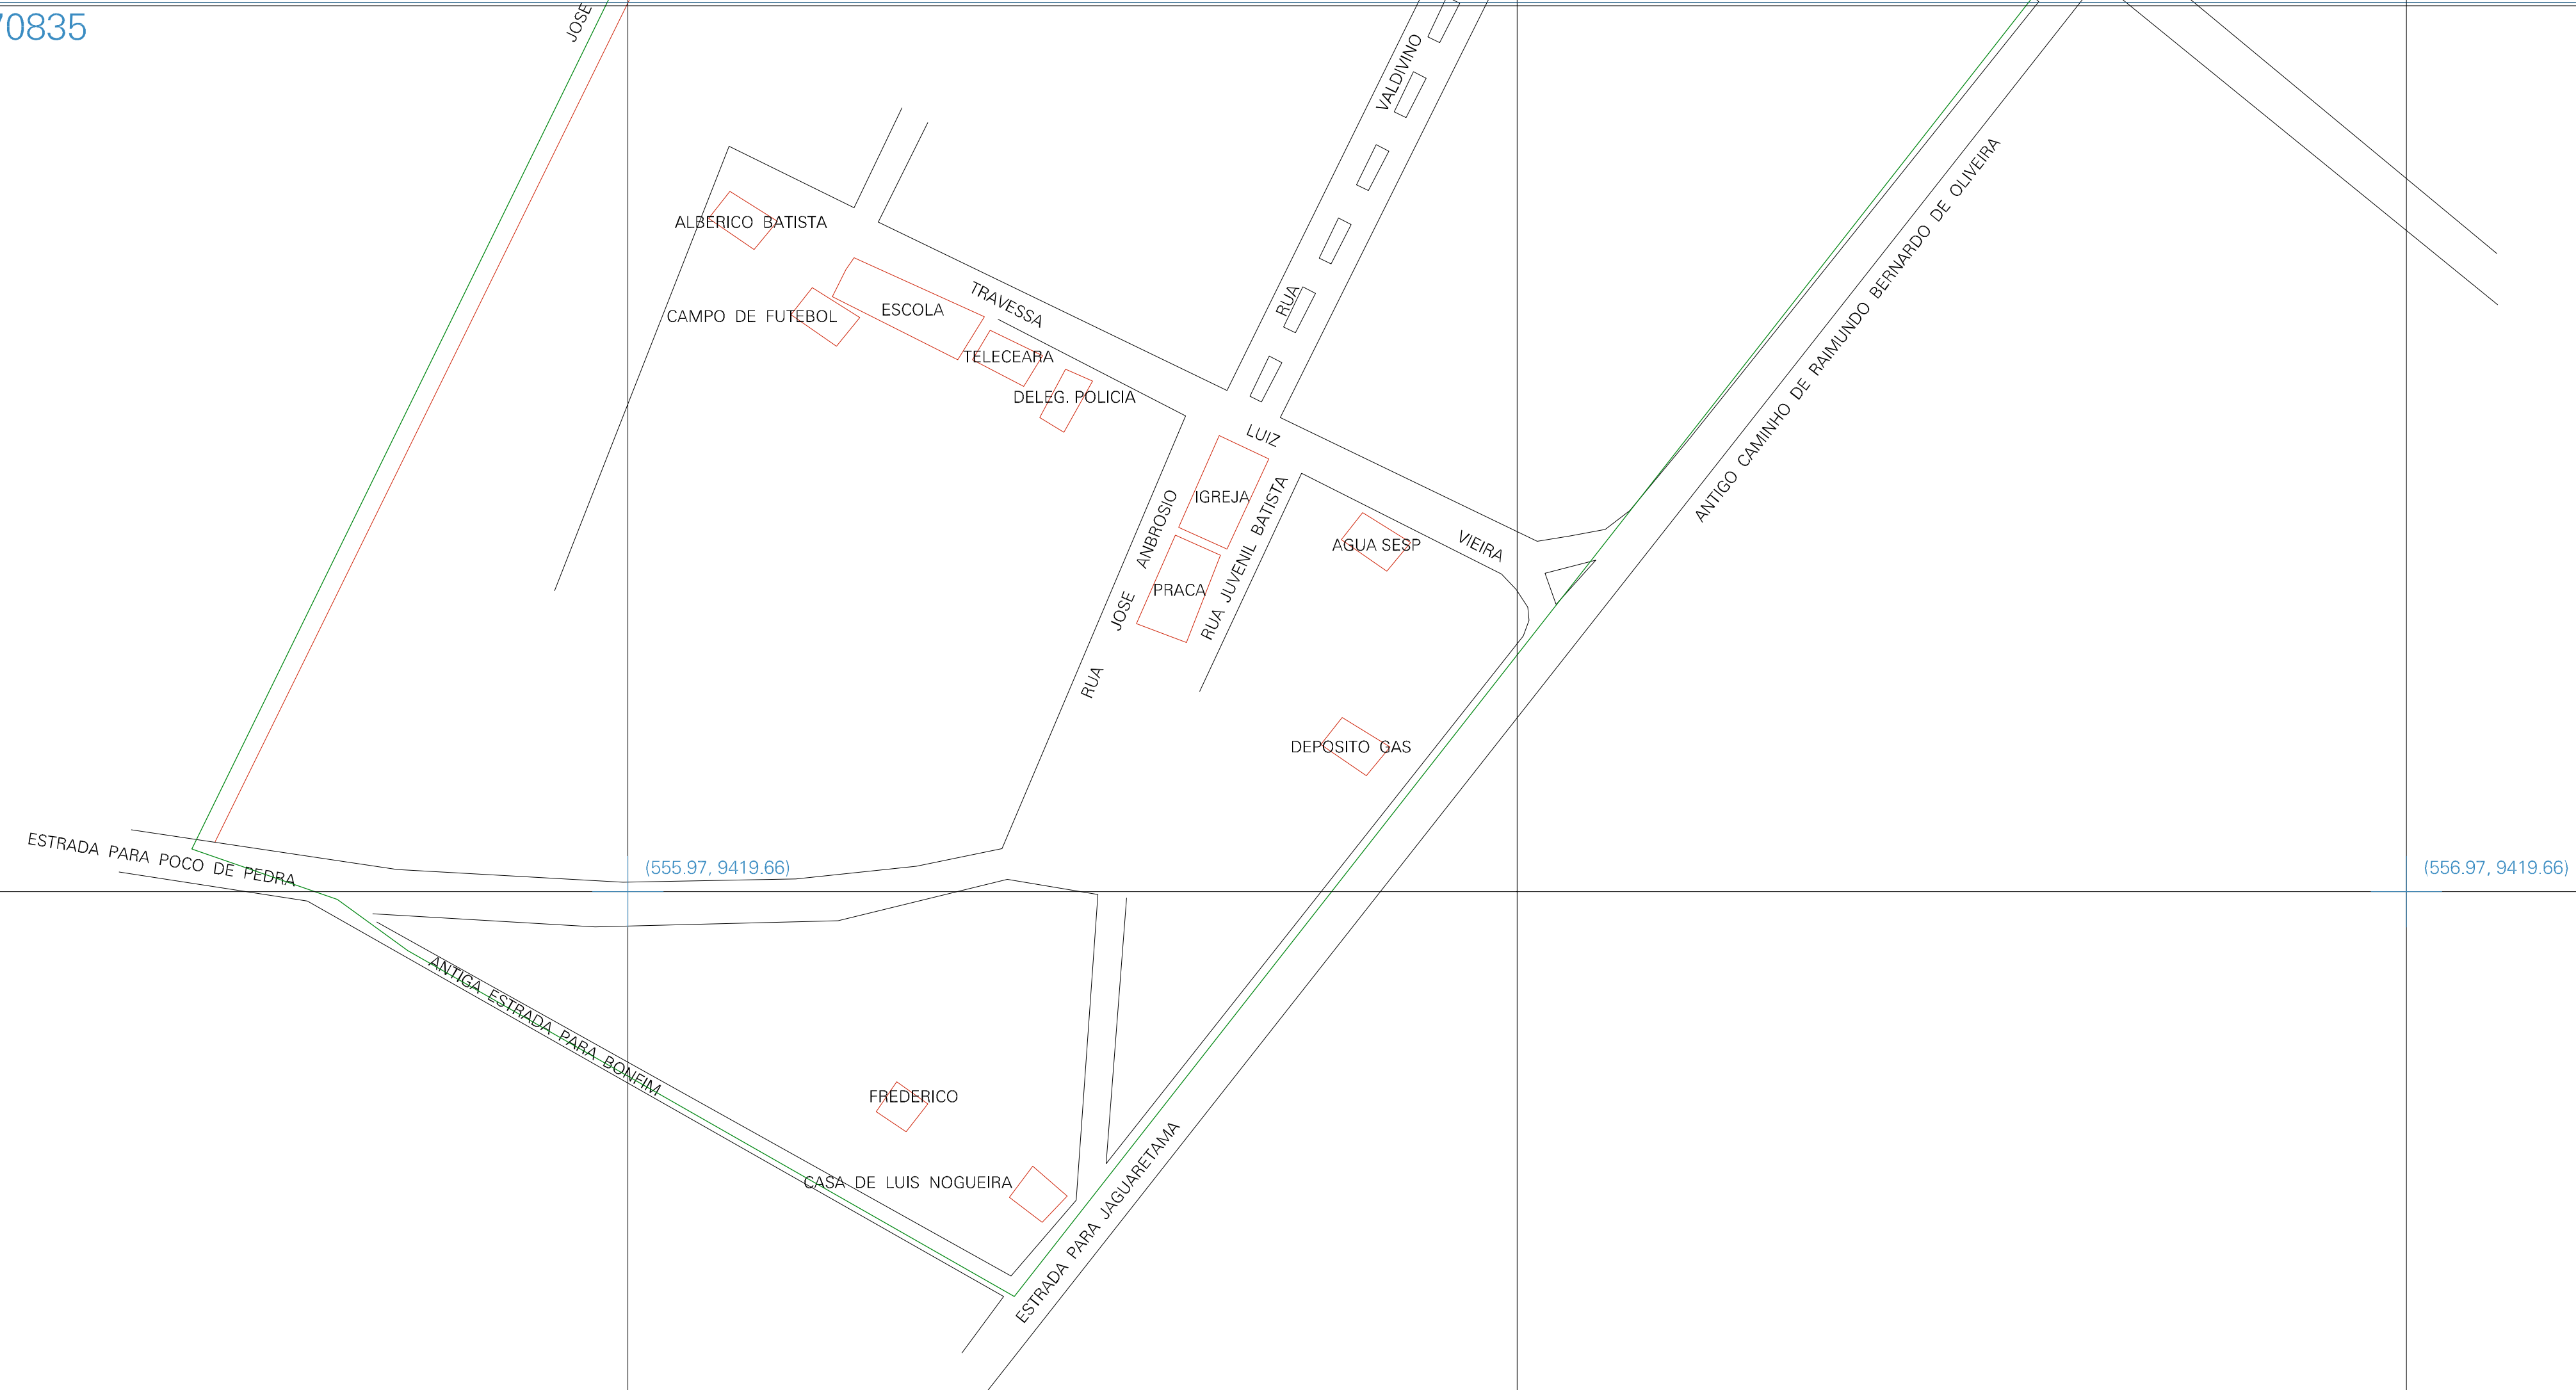 70835
JOSE
VALDIVINO
RUA
ANTIGO CAMINHO DE RAIMUNDO BERNARDO DE OLIVEIRA
ALBERICO BATISTA
CAMPO DE FUTEBOL
ESCOLA
TRAVESSA
TELECEARA
DELEG. POLICIA
LUIZ
IGREJA
VIEIRA
AGUA SESP
PRACA
RUA JOSE ANBROSIO
RUA JUVENIL BATISTA
DEPOSITO GAS
ESTRADA PARA POCO DE PEDRA
(555.97, 9419.66)
(556.97, 9419.66)
ANTIGA ESTRADA PARA BONFIM
FREDERICO
CASA DE LUIS NOGUEIRA
ESTRADA PARA JAGUARETAMA